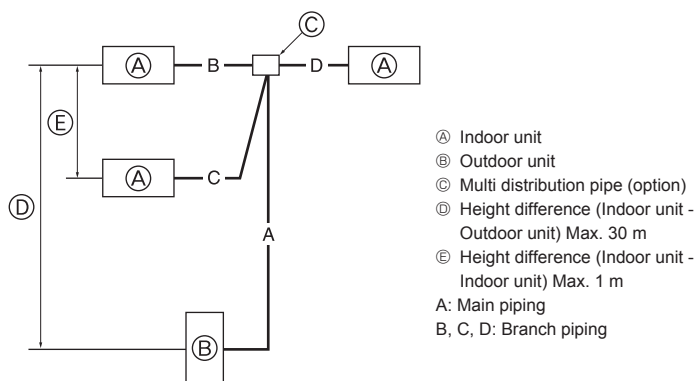 Ⓒ
Ⓐ B D Ⓐ
Ⓔ
Ⓐ C
Ⓓ
A
Ⓑ
Ⓐ Indoor unit
Ⓑ Outdoor unit
Ⓒ Multi distribution pipe (option)
Ⓓ Height difference (Indoor unit -
Outdoor unit) Max. 30 m
Ⓔ Height difference (Indoor unit -
Indoor unit) Max. 1 m
A: Main piping
B, C, D: Branch piping